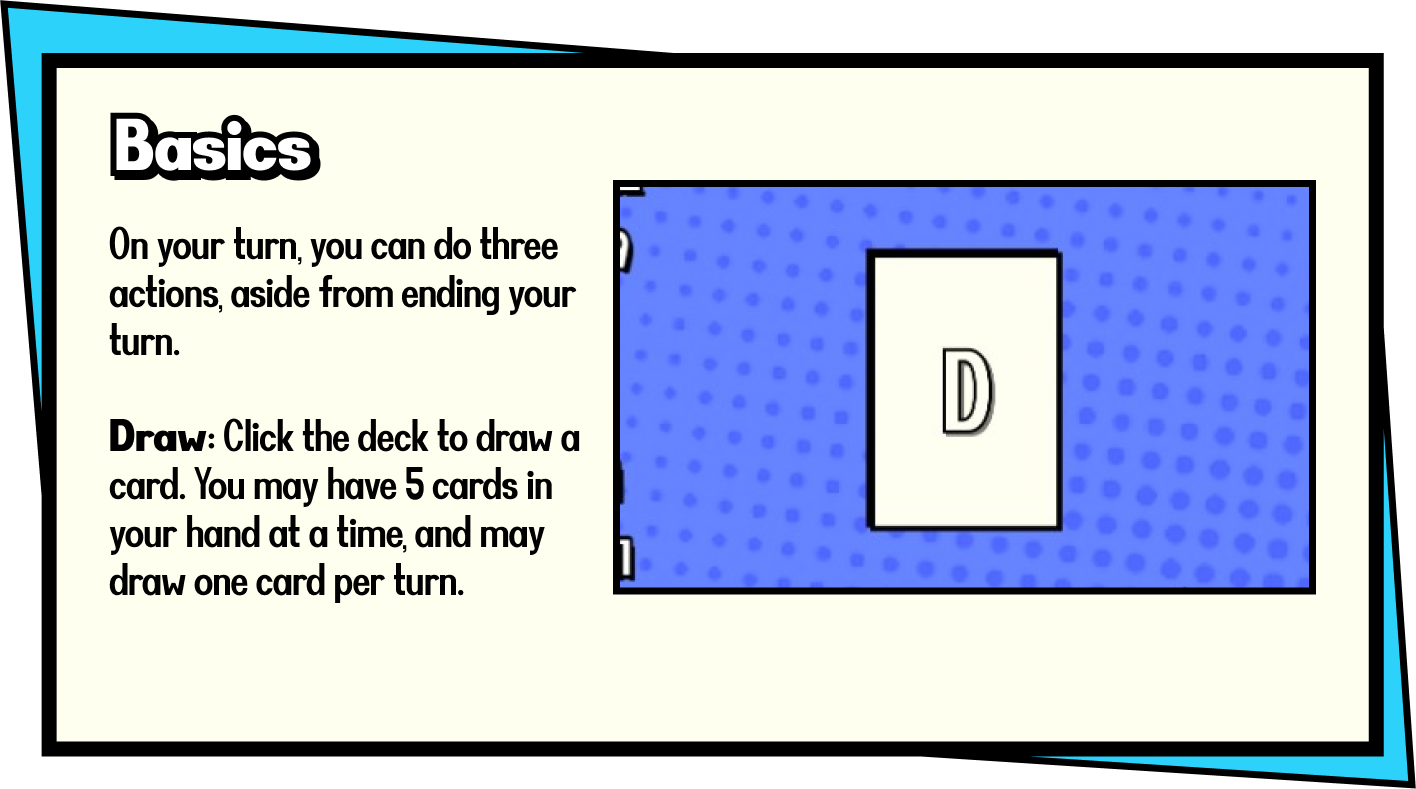 Basics
On your turn, you can do three
actions, aside from ending your
turn.
Draw: Click the deck to draw a
card. You may have 5 cards in
your hand at a time, and may
draw one card per turn.
D